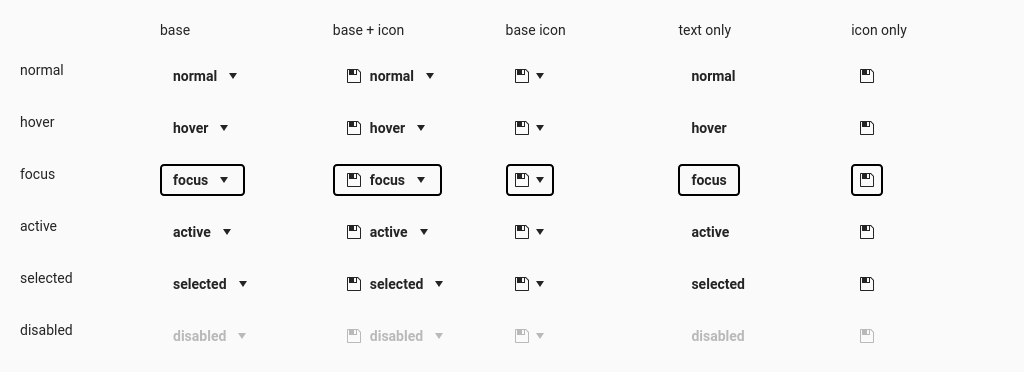 base base + icon base icon text only icon only
normal normal normal normal
hover hover hover hover
focus focus focus focus
active active active active
selected selected selected selected
disabled disabled disabled disabled